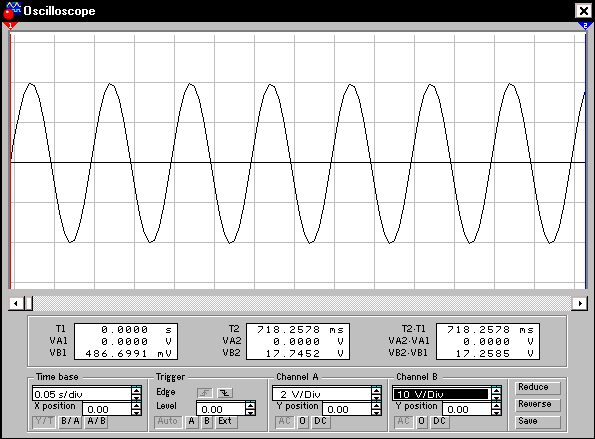 Oscilloscope
1 2
T1 0.0000 s T2 718.2578 ms T2-T1 718.2578 ms
VA1 0.0000 V VA2 0.0000 V VA2-VA1 0.0000 V
VB1 486.6991 mV VB2 17.7452 V VB2-VB1 17.2585 V
Time base Trigger Channel A Channel B Reduce
0.05 s/div Edge 2 V/Div 10 V/Div Reverse
X position 0.00 Level 0.00 Y position 0.00 Y position 0.00
Y/T B/A A/B Auto A B Ext AC 0 DC AC 0 DC Save